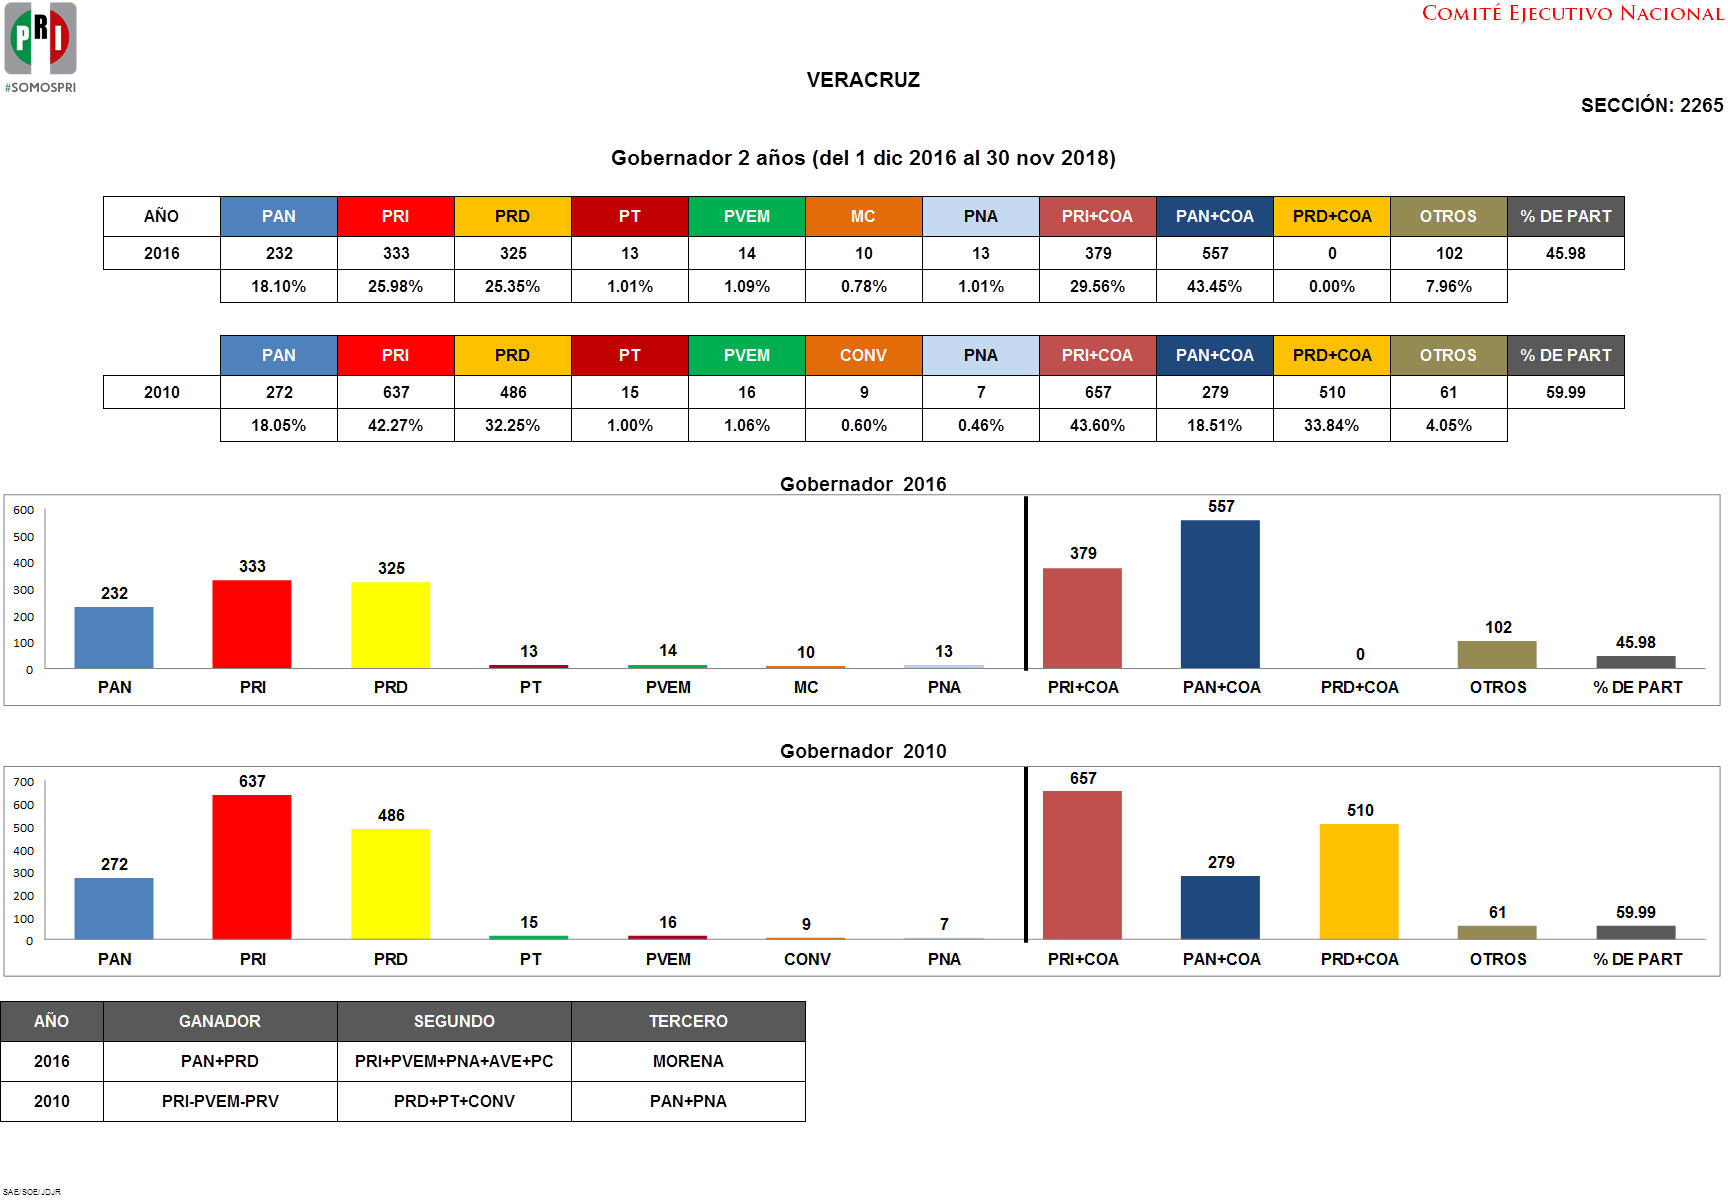 PRI
#SOMOSPRI
COMITÉ EJECUTIVO NACIONAL
VERACRUZ
SECCIÓN: 2265
Gobernador 2 años (del 1 dic 2016 al 30 nov 2018)
AÑO PAN PRI PRD PT PVEM MC PNA PRI+COA PAN+COA PRD+COA OTROS % DE PART
2016 232 333 325 13 14 10 13 379 557 0 102 45.98
18.10% 25.98% 25.35% 1.01% 1.09% 0.78% 1.01% 29.56% 43.45% 0.00% 7.96%
PAN PRI PRD PT PVEM CONV PNA PRI+COA PAN+COA PRD+COA OTROS % DE PART
2010 272 637 486 15 16 9 7 657 279 510 61 59.99
18.05% 42.27% 32.25% 1.00% 1.06% 0.60% 0.46% 43.60% 18.51% 33.84% 4.05%
Gobernador 2016
600
500
400
300
200
100
0
232 333 325 13 14 10 13 379 557 0 102 45.98
PAN PRI PRD PT PVEM MC PNA PRI+COA PAN+COA PRD+COA OTROS % DE PART
Gobernador 2010
700
600
500
400
300
200
100
0
272 637 486 15 16 9 7 657 279 510 61 59.99
PAN PRI PRD PT PVEM CONV PNA PRI+COA PAN+COA PRD+COA OTROS % DE PART
AÑO GANADOR SEGUNDO TERCERO
2016 PAN+PRD PRI+PVEM+PNA+AVE+PC MORENA
2010 PRI-PVEM-PRV PRD+PT+CONV PAN+PNA
SAE/SOE/JDJR